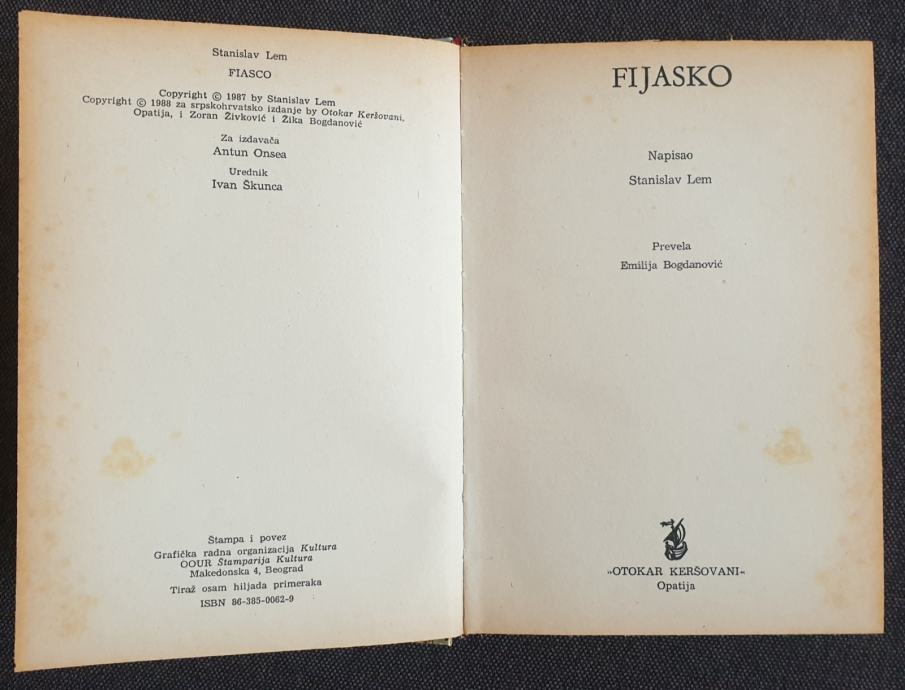 Stanislav Lem
FIASCO
Copyright © 1987 by Stanislav Lem
Copyright © 1988 za srpskohrvatsko izdanje by Otokar Keršovani,
Opatija, i Zoran Živković i Žika Bogdanović
Za izdavača
Antun Onsea
Urednik
Ivan Škunca
Štampa i povez
Grafička radna organizacija Kultura
OOUR Štamparija Kultura
Makedonska 4, Beograd
Tiraž osam hiljada primeraka
ISBN 86-385-0062-9
FIJASKO
Napisao
Stanislav Lem
Prevela
Emilija Bogdanović
»OTOKAR KERŠOVANI«
Opatija